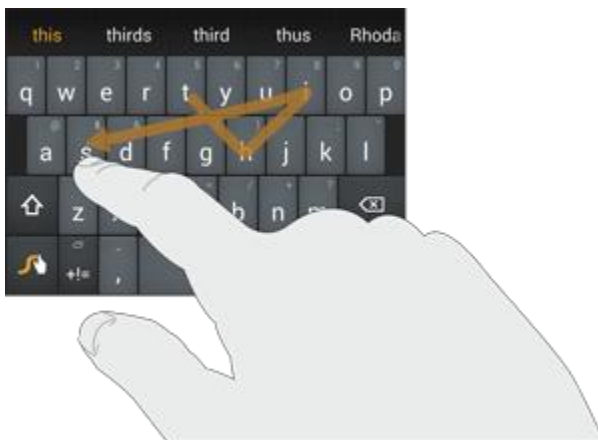 this thirds third thus Rhoda
q w e r t y u i o p
a s d f g h j k l
z b n m
+!= ,